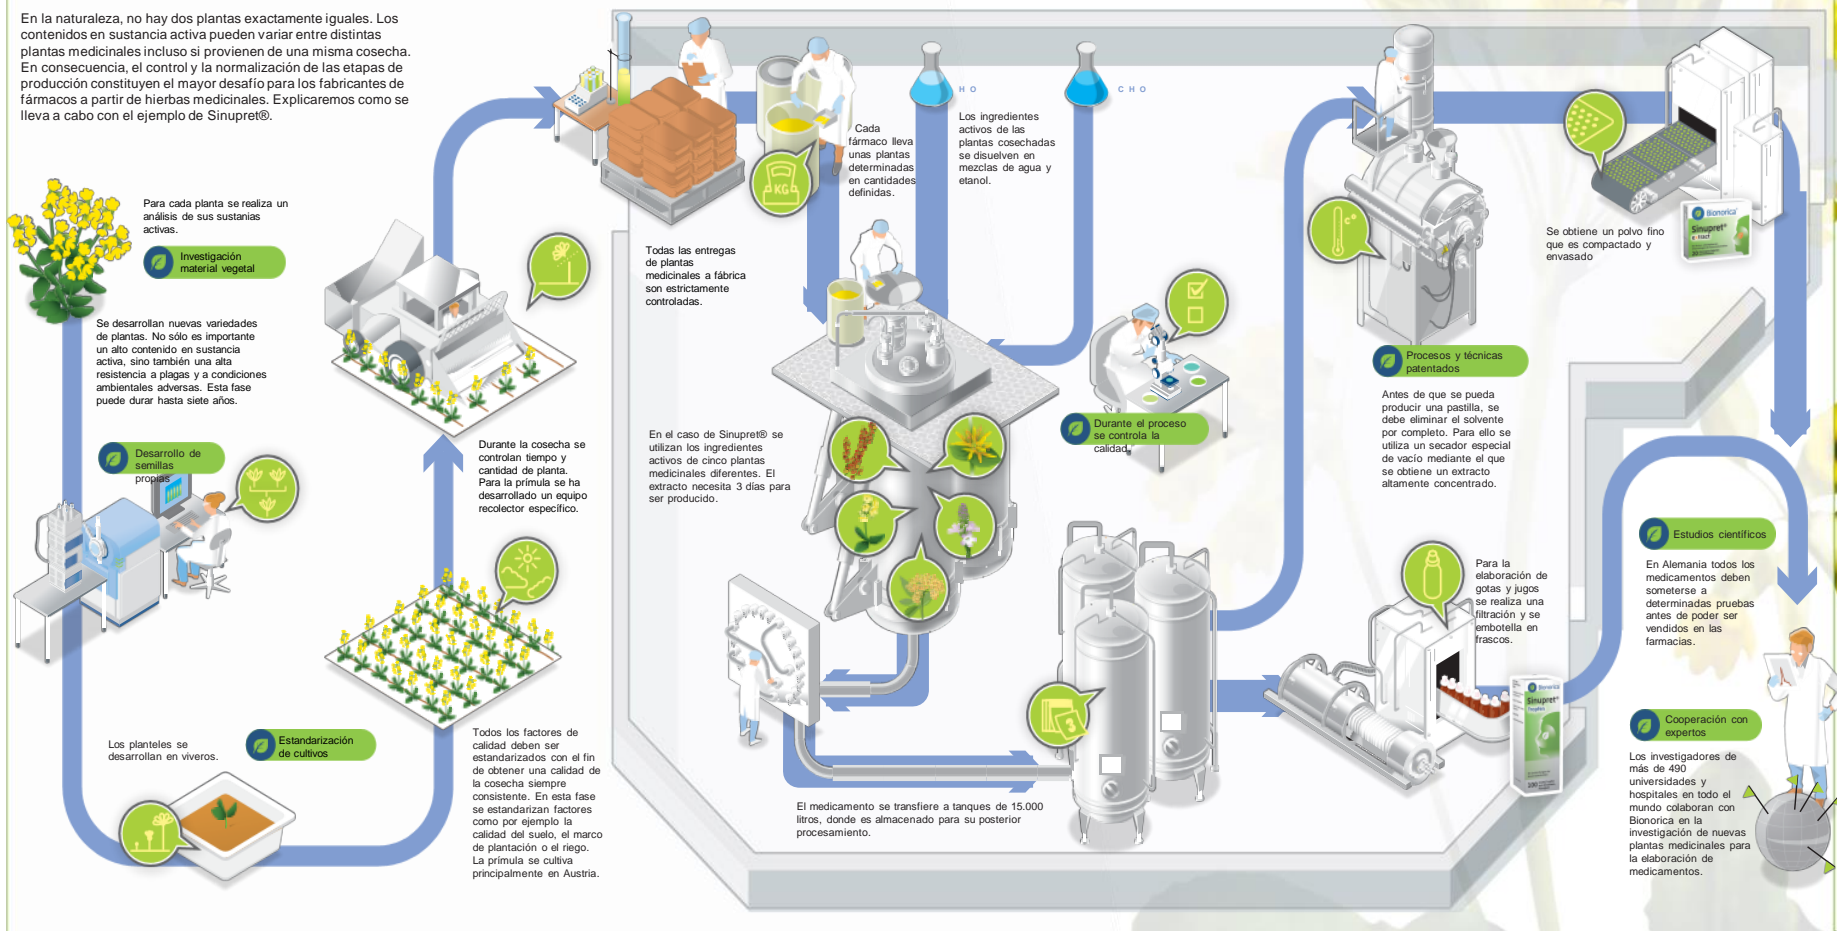 En la naturaleza, no hay dos plantas exactamente iguales. Los
contenidos en sustancia activa pueden variar entre distintas
plantas medicinales incluso si provienen de una misma cosecha.
En consecuencia, el control y la normalización de las etapas de
producción constituyen el mayor desafío para los fabricantes de
fármacos a partir de hierbas medicinales. Explicaremos como se
lleva a cabo con el ejemplo de Sinupret®.
Para cada planta se realiza un
análisis de sus sustanias
activas.
Investigación
material vegetal
Se desarrollan nuevas variedades
de plantas. No sólo es importante
un alto contenido en sustancia
activa, sino también una alta
resistencia a plagas y a condiciones
ambientales adversas. Esta fase
puede durar hasta siete años.
Desarrollo de
semillas
propias
Los planteles se
desarrollan en viveros.
Estandarización
de cultivos
Todos los factores de
calidad deben ser
estandarizados con el fin
de obtener una calidad de
la cosecha siempre
consistente. En esta fase
se estandarizan factores
como por ejemplo la
calidad del suelo, el marco
de plantación o el riego.
La prímula se cultiva
principalmente en Austria.
Durante la cosecha se
controlan tiempo y
cantidad de planta.
Para la prímula se ha
desarrollado un equipo
recolector específico.
Todas las entregas
de plantas
medicinales a fábrica
son estrictamente
controladas.
KG
Cada
fármaco lleva
unas plantas
determinadas
en cantidades
definidas.
H O
C H O
Los ingredientes
activos de las
plantas cosechadas
se disuelven en
mezclas de agua y
etanol.
En el caso de Sinupret® se
utilizan los ingredientes
activos de cinco plantas
medicinales diferentes. El
extracto necesita 3 días para
ser producido.
Durante el proceso
se controla la
calidad
3
El medicamento se transfiere a tanques de 15.000
litros, donde es almacenado para su posterior
procesamiento.
c°
Procesos y técnicas
patentados
Antes de que se pueda
producir una pastilla, se
debe eliminar el solvente
por completo. Para ello se
utiliza un secador especial
de vacío mediante el que
se obtiene un extracto
altamente concentrado.
Se obtiene un polvo fino
que es compactado y
envasado
Bionorica
Sinupret®
Para la
elaboración de
gotas y jugos
se realiza una
filtración y se
embotella en
frascos.
Bionorica
Sinupret®
100
Estudios científicos
En Alemania todos los
medicamentos deben
someterse a
determinadas pruebas
antes de poder ser
vendidos en las
farmacias.
Cooperación con
expertos
Los investigadores de
más de 490
universidades y
hospitales en todo el
mundo colaboran con
Bionorica en la
investigación de nuevas
plantas medicinales para
la elaboración de
medicamentos.